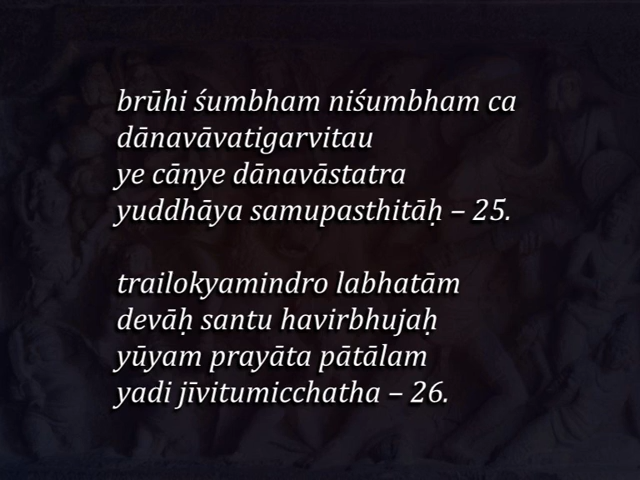 brūhi śumbham niśumbham ca
dānavāvatigarvitau
ye cānye dānavāstatra
yuddhāya samupasthitāḥ – 25.
trailokyamindro labhatām
devāḥ santu havirbhujaḥ
yūyam prayāta pātālam
yadi jīvitumicchatha – 26.